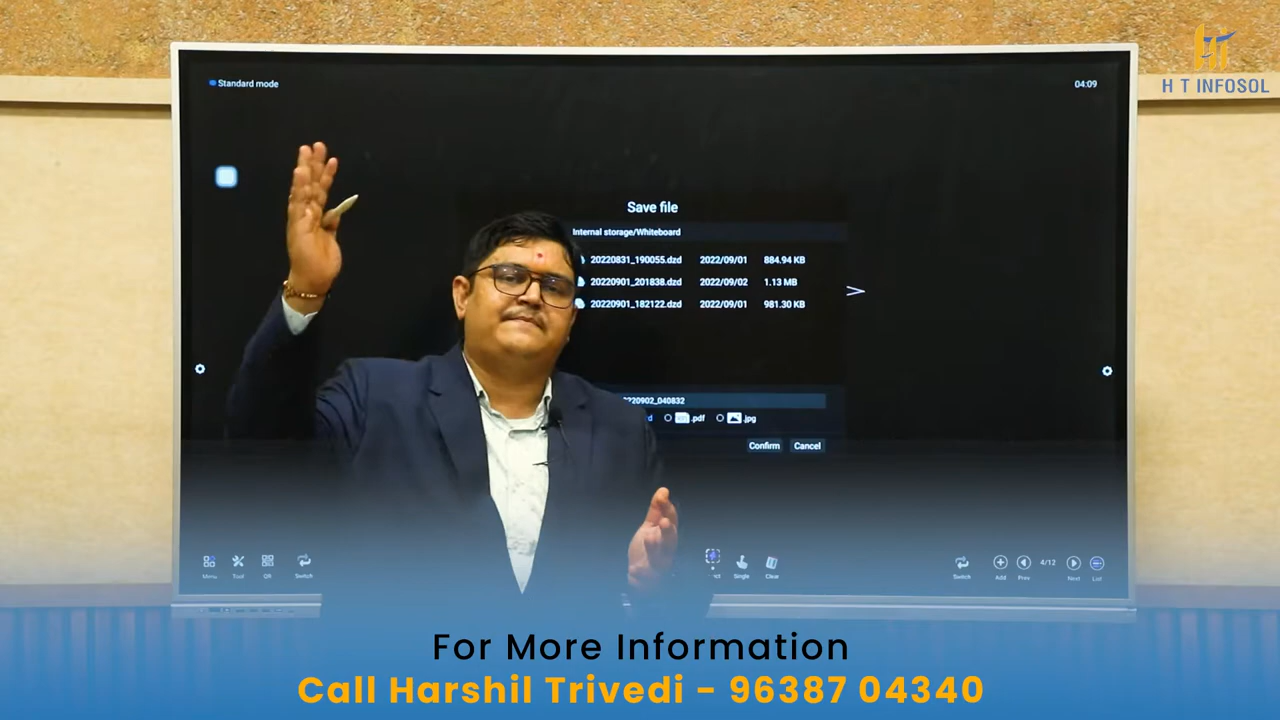 H T INFOSOL
Standard mode
04:09
Save file
Internal storage/Whiteboard
20220831_190055.dzd 2022/09/01 884.94 KB
20220901_201838.dzd 2022/09/02 1.13 MB
20220901_182122.dzd 2022/09/01 981.30 KB
220902_040832
.pdf .jpg
Confirm Cancel
Menu Tool QR Switch Single Clear Switch Add Prev 4/12 Next List
For More Information
Call Harshil Trivedi - 96387 04340